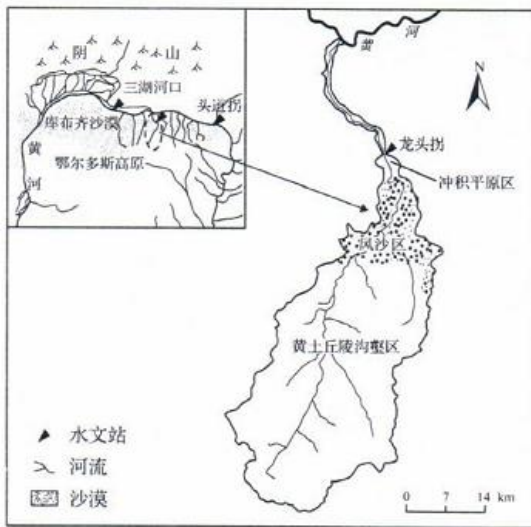 阴 山
三湖河口
头道拐
库布齐沙漠
黄河
鄂尔多斯高原
黄 河
N
龙头拐
冲积平原区
风沙区
黄土丘陵沟壑区
水文站
河流
沙漠
0 7 14 km